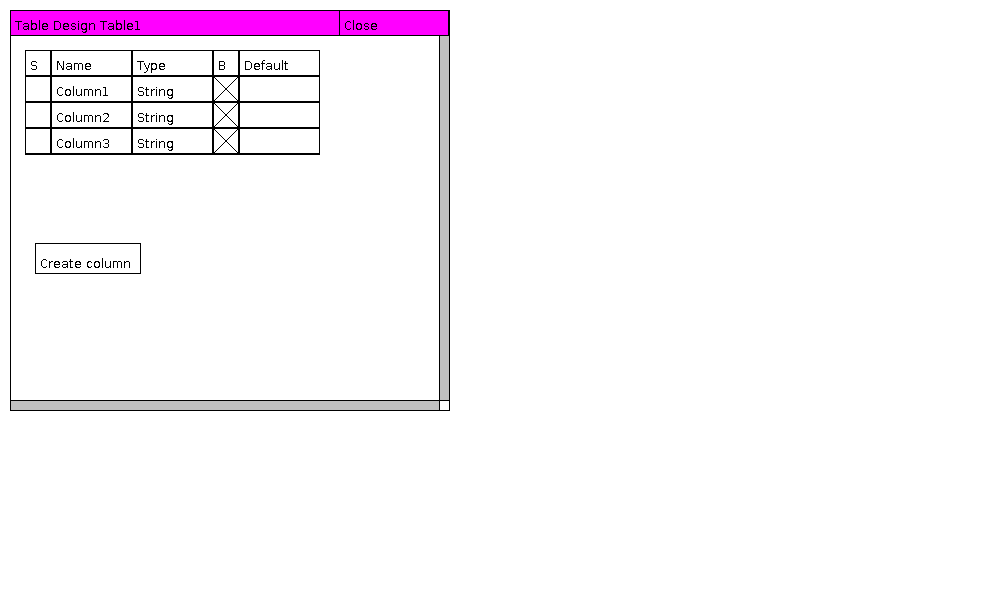 Table Design Table1 Close
S Name Type B Default
Column1 String
Column2 String
Column3 String
Create column